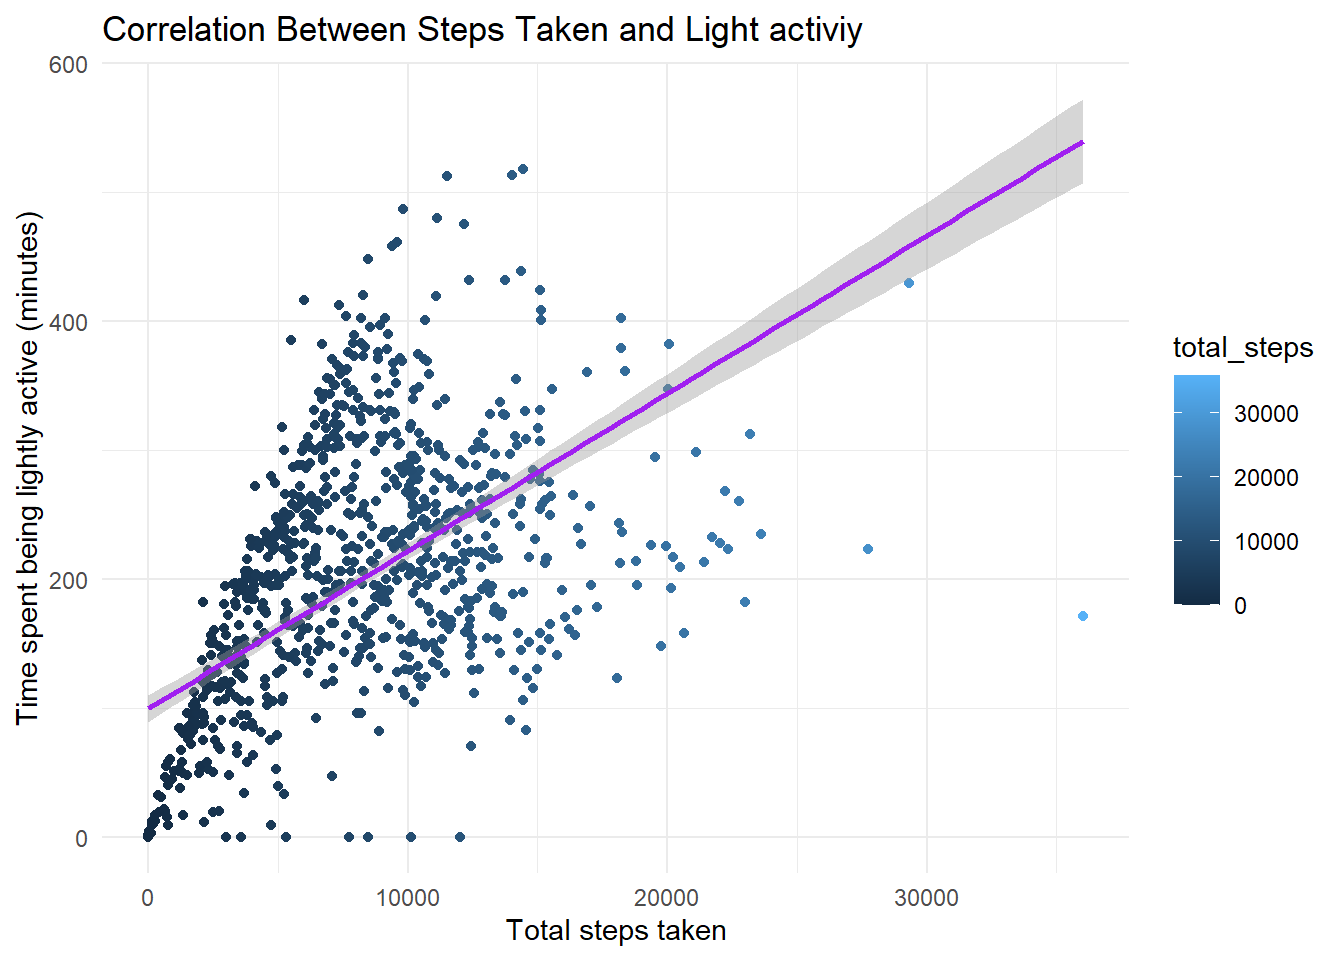 Correlation Between Steps Taken and Light activiy
600
400
200
0
Time spent being lightly active (minutes)
0 10000 20000 30000
Total steps taken
total_steps
30000
20000
10000
0